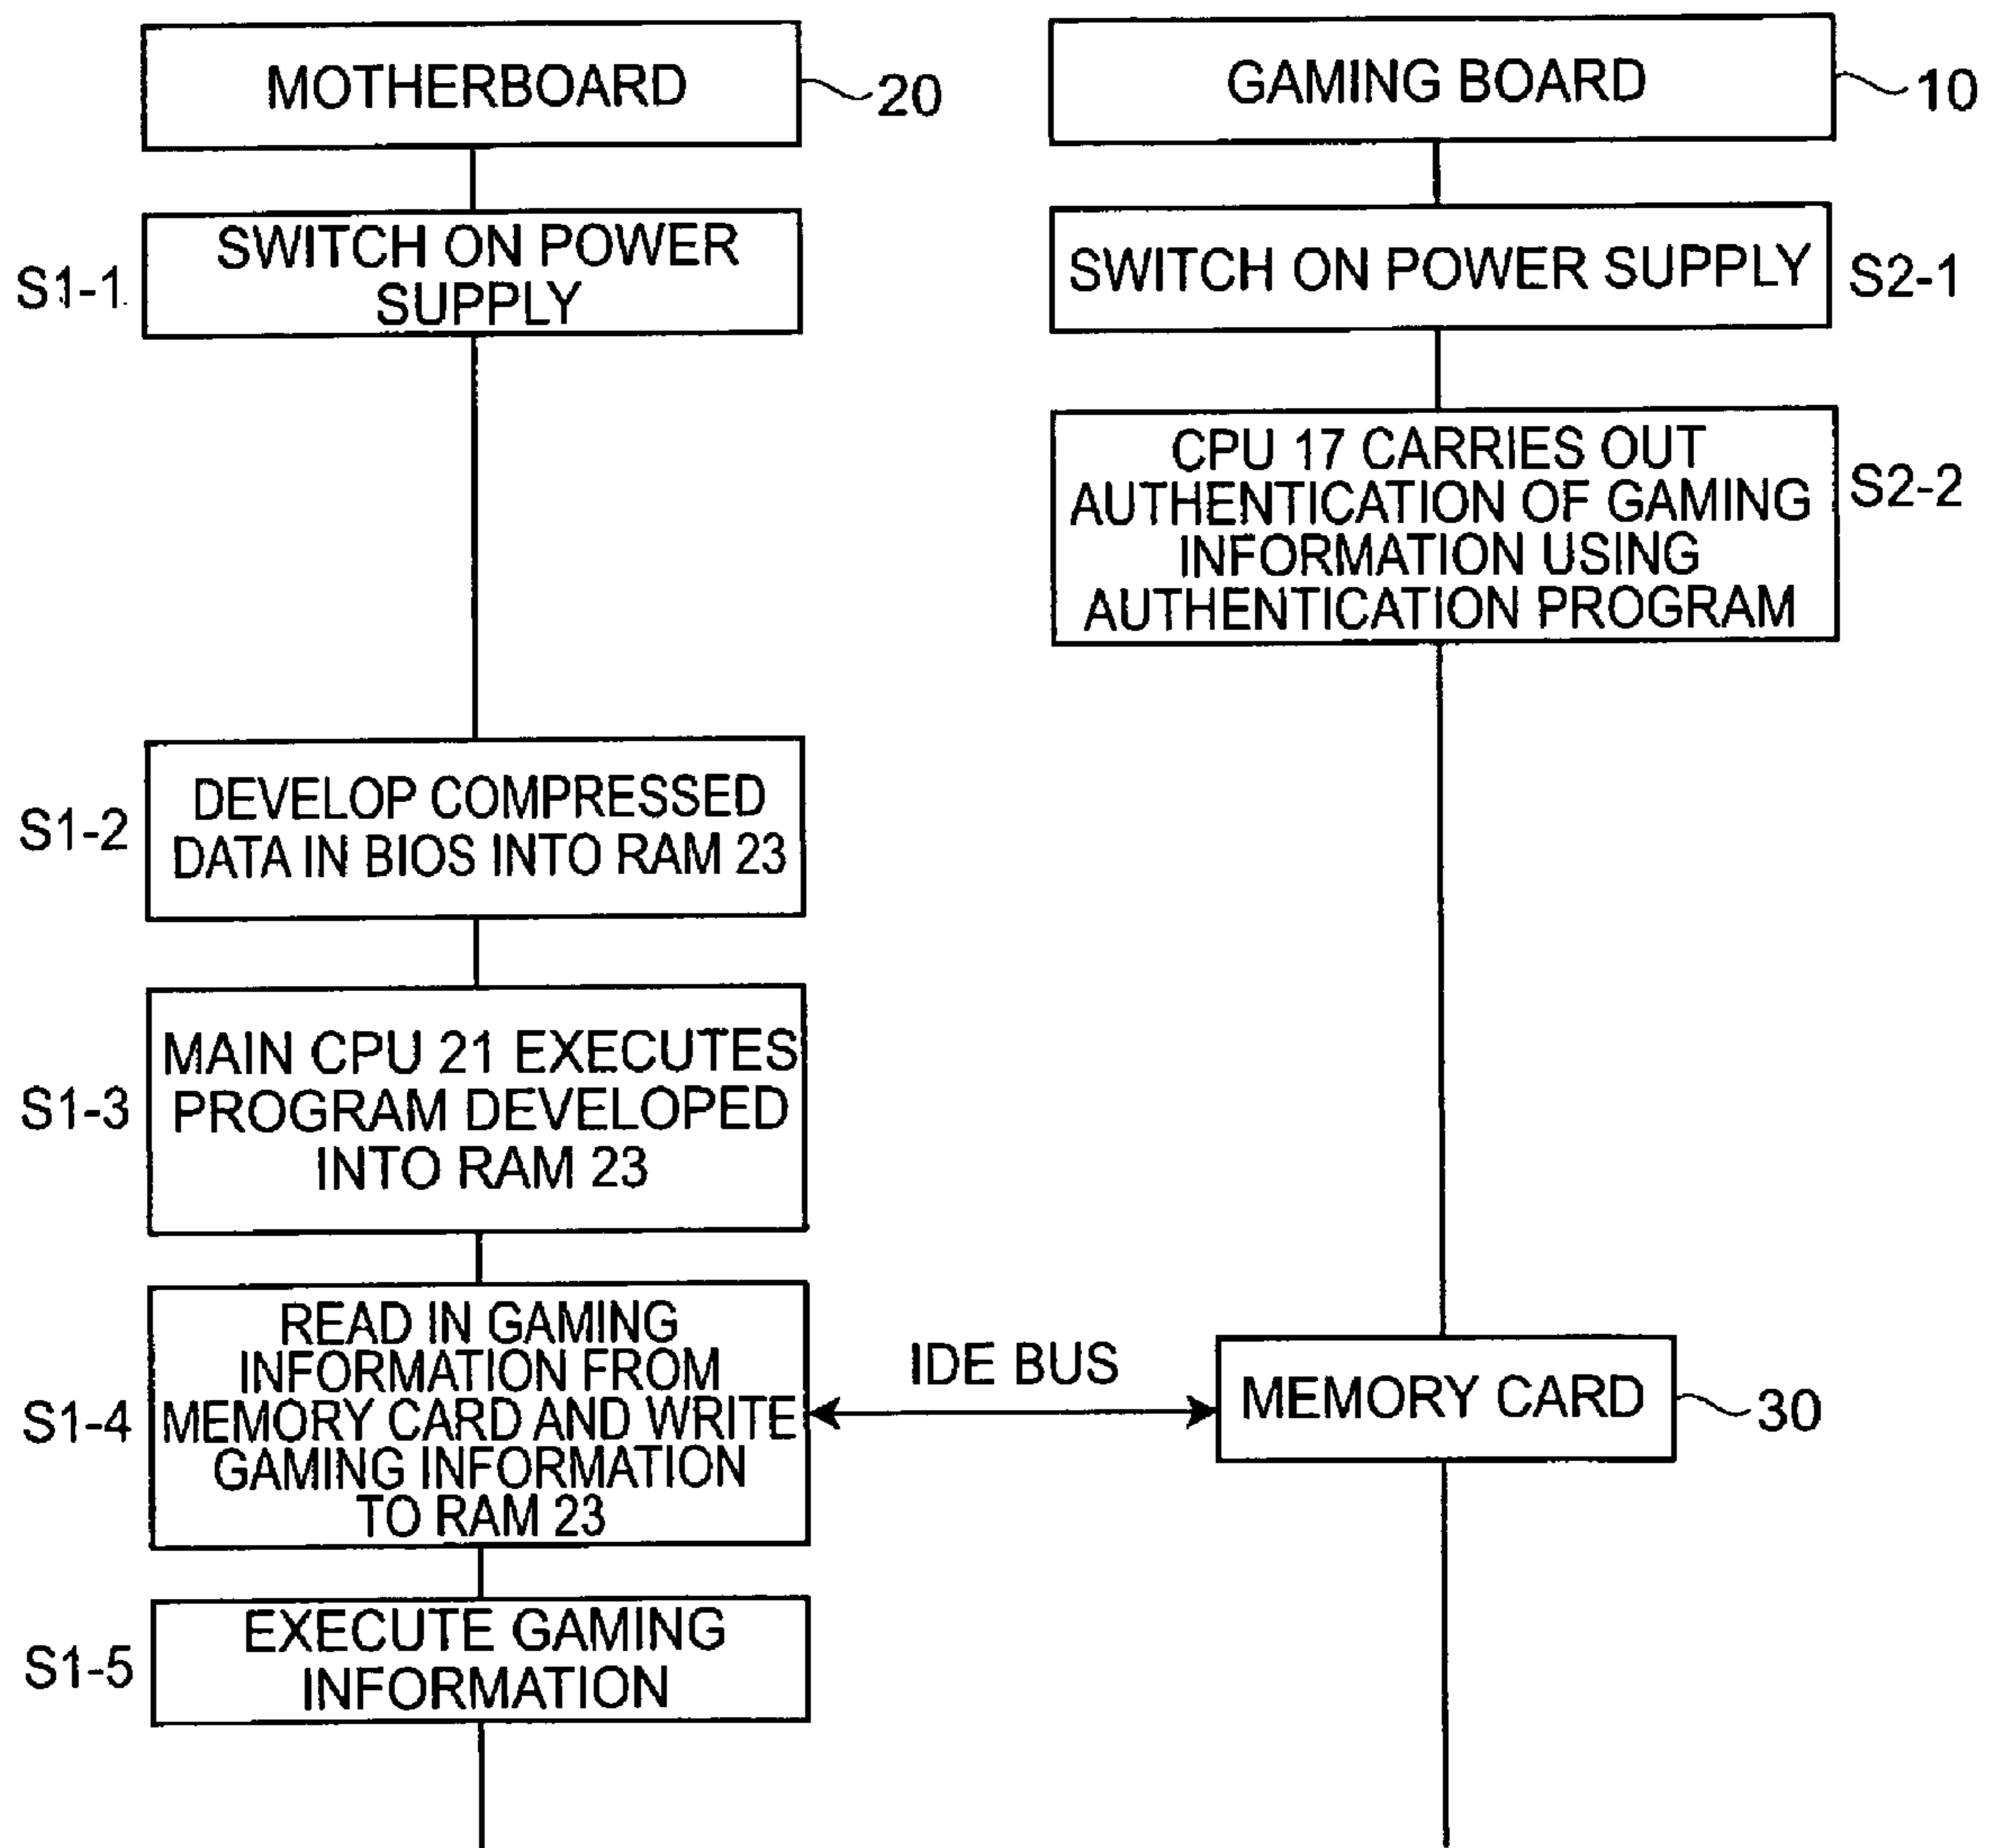 MOTHERBOARD
20
SWITCH ON POWER
SUPPLY
S1-1
DEVELOP COMPRESSED
DATA IN BIOS INTO RAM 23
S1-2
MAIN CPU 21 EXECUTES
PROGRAM DEVELOPED
INTO RAM 23
S1-3
READ IN GAMING
INFORMATION FROM
MEMORY CARD AND WRITE
GAMING INFORMATION
TO RAM 23
S1-4
EXECUTE GAMING
INFORMATION
S1-5
GAMING BOARD
10
SWITCH ON POWER SUPPLY
S2-1
CPU 17 CARRIES OUT
AUTHENTICATION OF GAMING
INFORMATION USING
AUTHENTICATION PROGRAM
S2-2
IDE BUS
MEMORY CARD
30